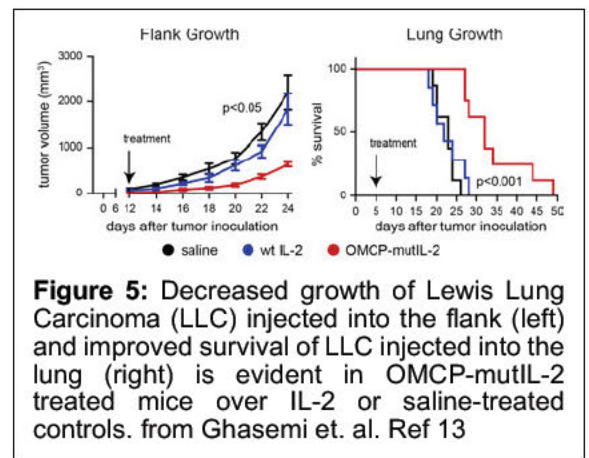 Flank Growth
Lung Growth
3000
2000
1000
0
tumor volume (mm³)
p<0.05
treatment
0 6 12 14 16 18 20 22 24
days after tumor inoculation
100
50
0
% survival
treatment
p<0.001
0 5 10 15 20 25 30 35 40 45 50
days after tumor inoculation
saline wt IL-2 OMCP-mutIL-2
Figure 5: Decreased growth of Lewis Lung
Carcinoma (LLC) injected into the flank (left)
and improved survival of LLC injected into the
lung (right) is evident in OMCP-mutIL-2
treated mice over IL-2 or saline-treated
controls. from Ghasemi et. al. Ref 13